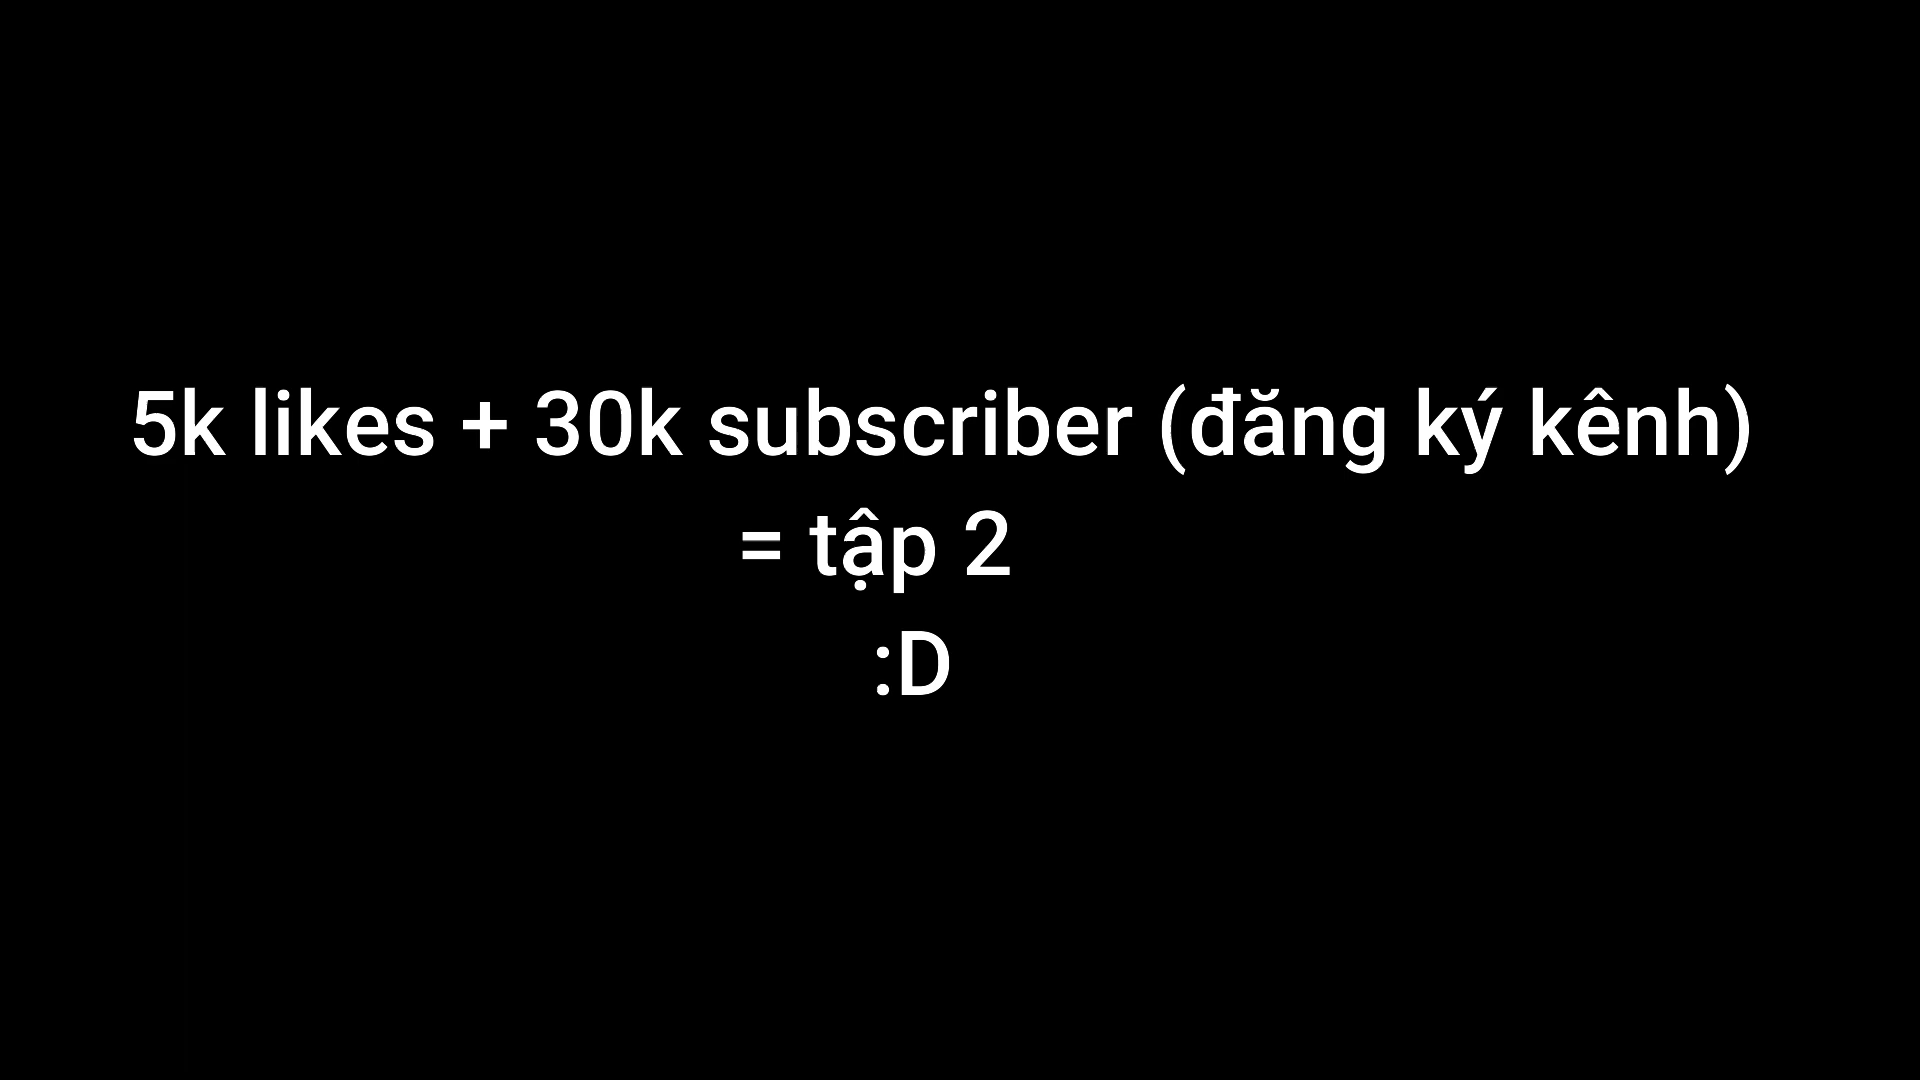 5k likes + 30k subscriber (đăng ký kênh)
= tập 2
:D